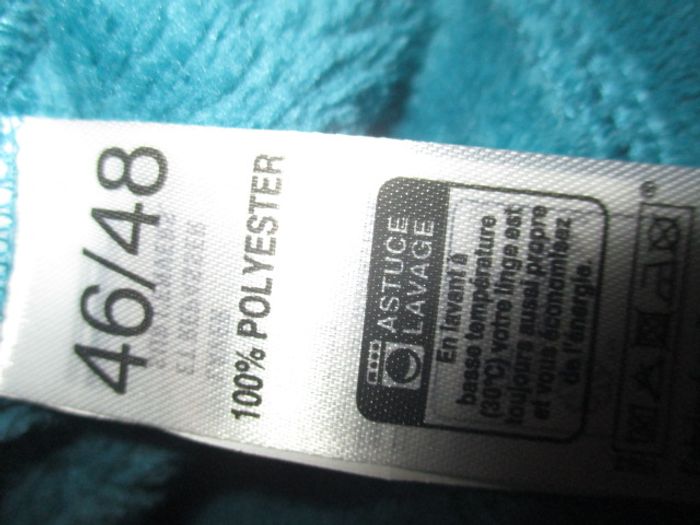 46/48
100% POLYESTER
ASTUCE
LAVAGE
En lavant à
basse température
(30°C) votre linge est
toujours aussi propre
et vous économisez
de l'énergie.
®